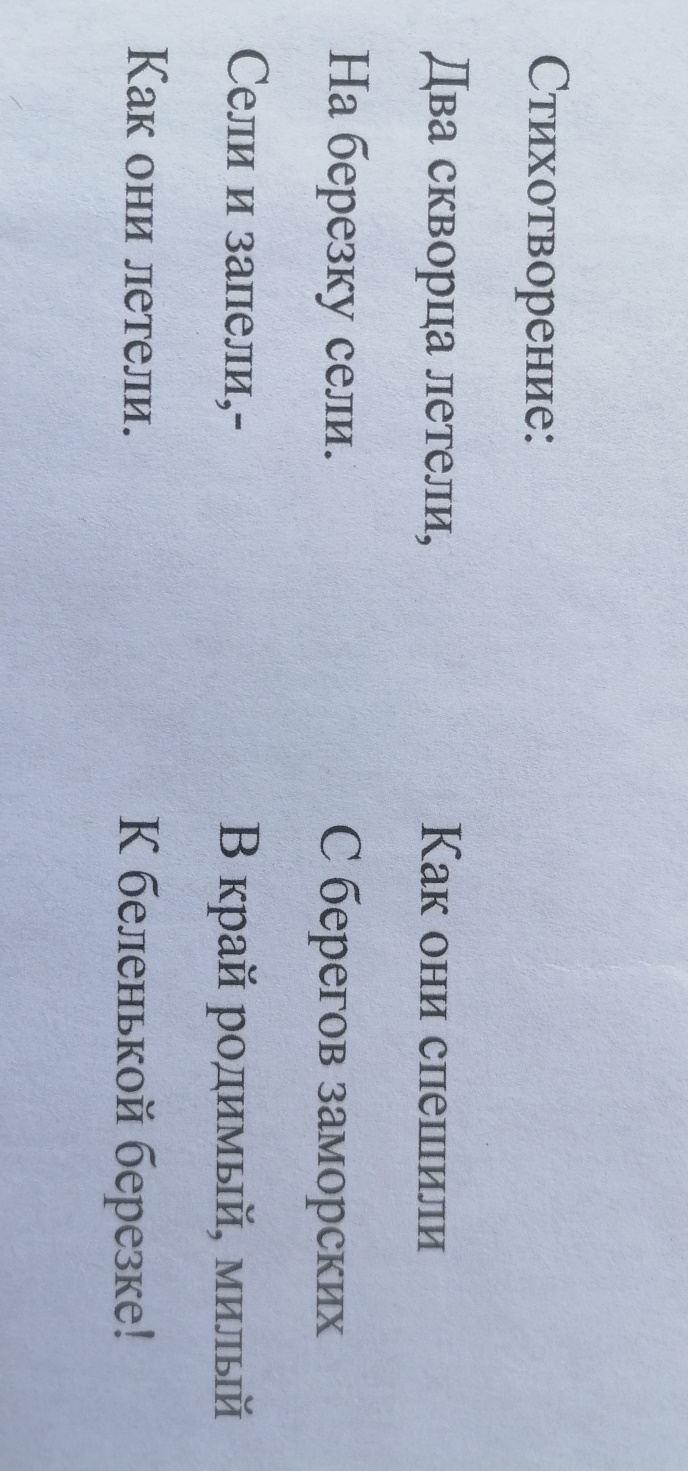 Стихотворение:
Два скворца летели,
На березку сели.
Сели и запели,-
Как они летели.
Как они спешили
С берегов заморских
В край родимый, милый
К беленькой березке!